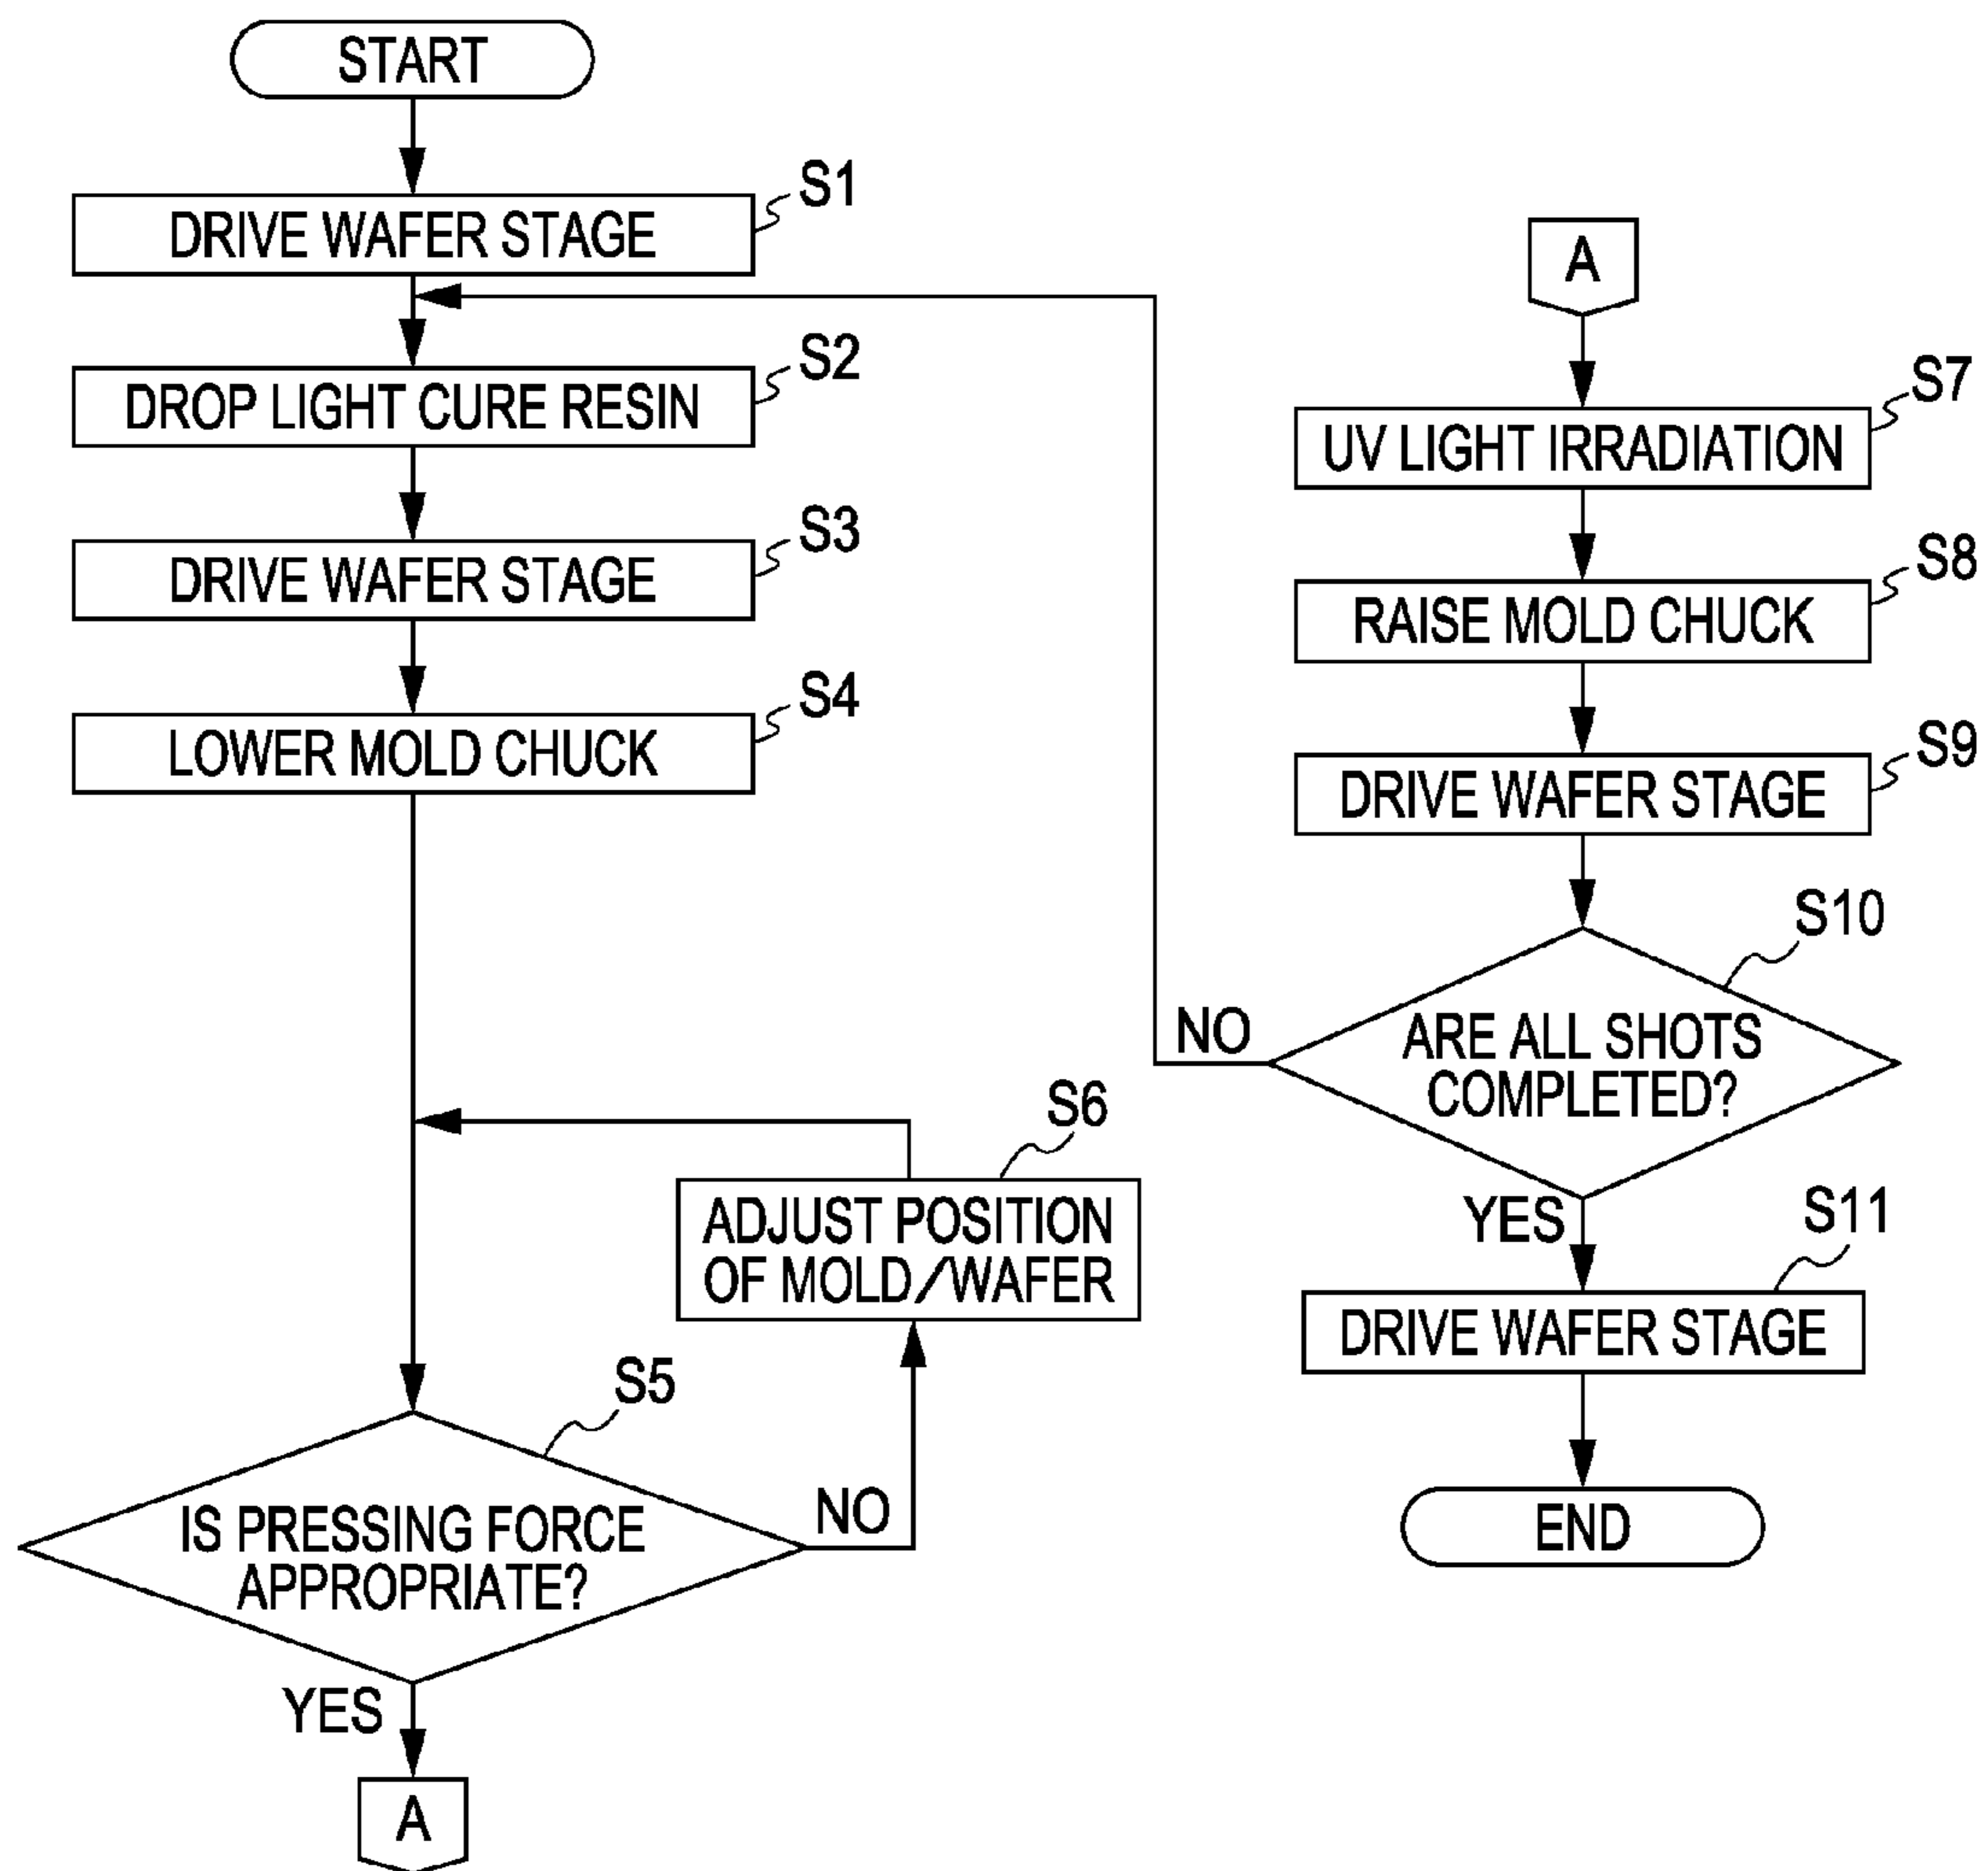 START
DRIVE WAFER STAGE
S1
DROP LIGHT CURE RESIN
S2
DRIVE WAFER STAGE
S3
LOWER MOLD CHUCK
S4
ADJUST POSITION
OF MOLD/WAFER
S6
IS PRESSING FORCE
APPROPRIATE?
S5
NO
YES
A
A
UV LIGHT IRRADIATION
S7
RAISE MOLD CHUCK
S8
DRIVE WAFER STAGE
S9
ARE ALL SHOTS
COMPLETED?
S10
NO
YES
DRIVE WAFER STAGE
S11
END